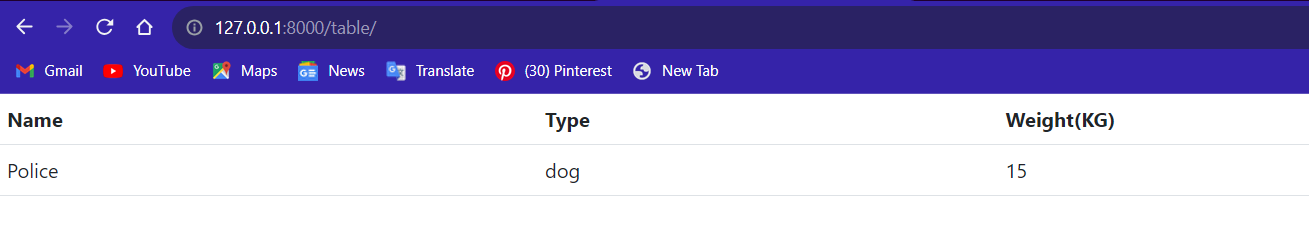 127.0.0.1:8000/table/
Gmail YouTube Maps News Translate (30) Pinterest New Tab
Name Type Weight(KG)
Police dog 15